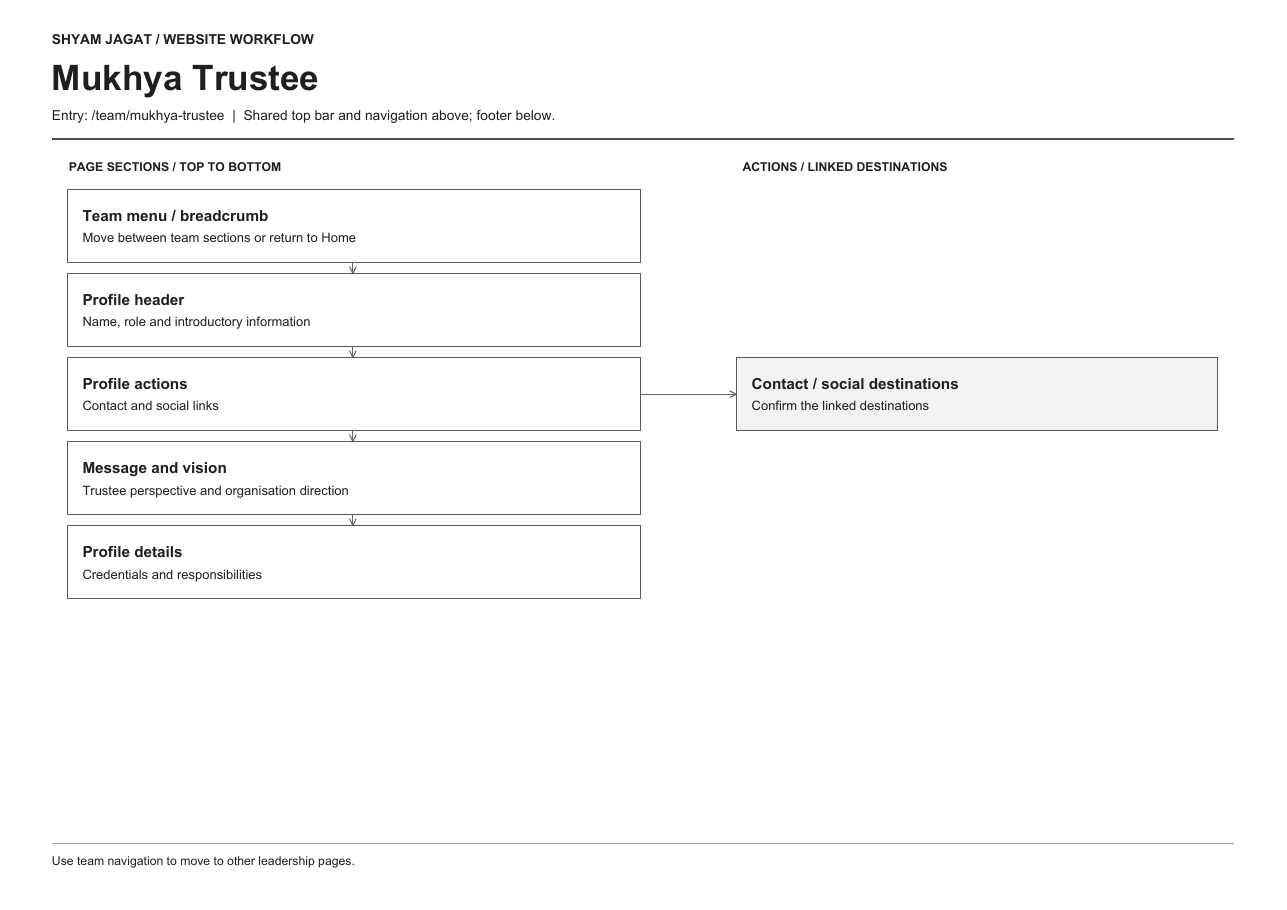 SHYAM JAGAT / WEBSITE WORKFLOW
Mukhya Trustee
Entry: /team/mukhya-trustee  |  Shared top bar and navigation above; footer below.
PAGE SECTIONS / TOP TO BOTTOM
ACTIONS / LINKED DESTINATIONS
Team menu / breadcrumb
Move between team sections or return to Home
Profile header
Name, role and introductory information
Profile actions
Contact and social links
Contact / social destinations
Confirm the linked destinations
Message and vision
Trustee perspective and organisation direction
Profile details
Credentials and responsibilities
Use team navigation to move to other leadership pages.